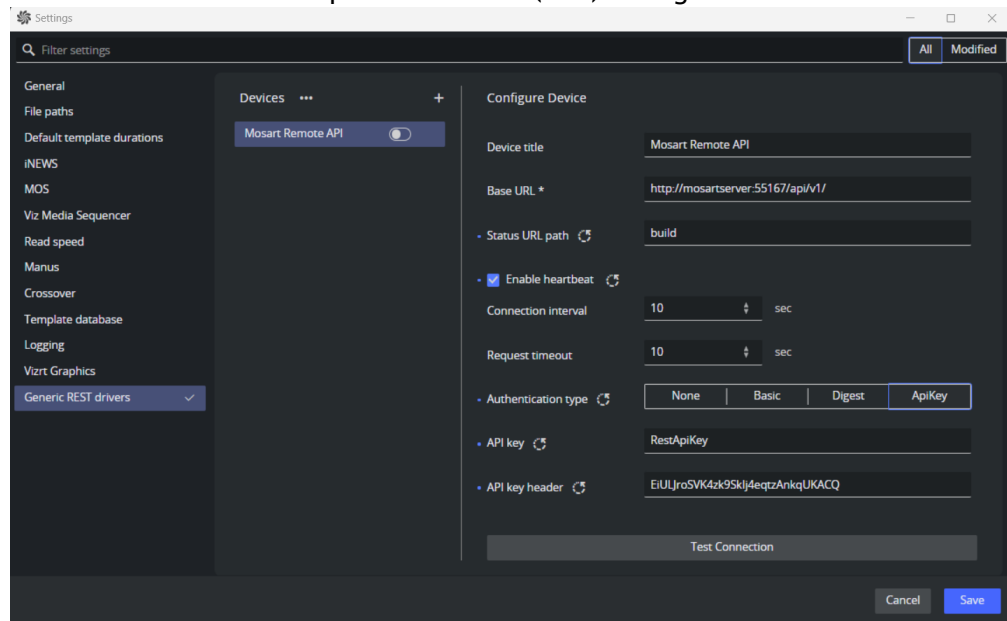 Settings
Filter settings
All
Modified
General
File paths
Default template durations
iNEWS
MOS
Viz Media Sequencer
Read speed
Manus
Crossover
Template database
Logging
Vizrt Graphics
Generic REST drivers
Devices
Mosart Remote API
Configure Device
Device title
Mosart Remote API
Base URL *
http://mosartserver:55167/api/v1/
Status URL path
build
Enable heartbeat
Connection interval
10 sec
Request timeout
10 sec
Authentication type
None
Basic
Digest
ApiKey
API key
RestApiKey
API key header
EiULJroSVK4zk9SkIj4eqtzAnkqUKACQ
Test Connection
Cancel
Save